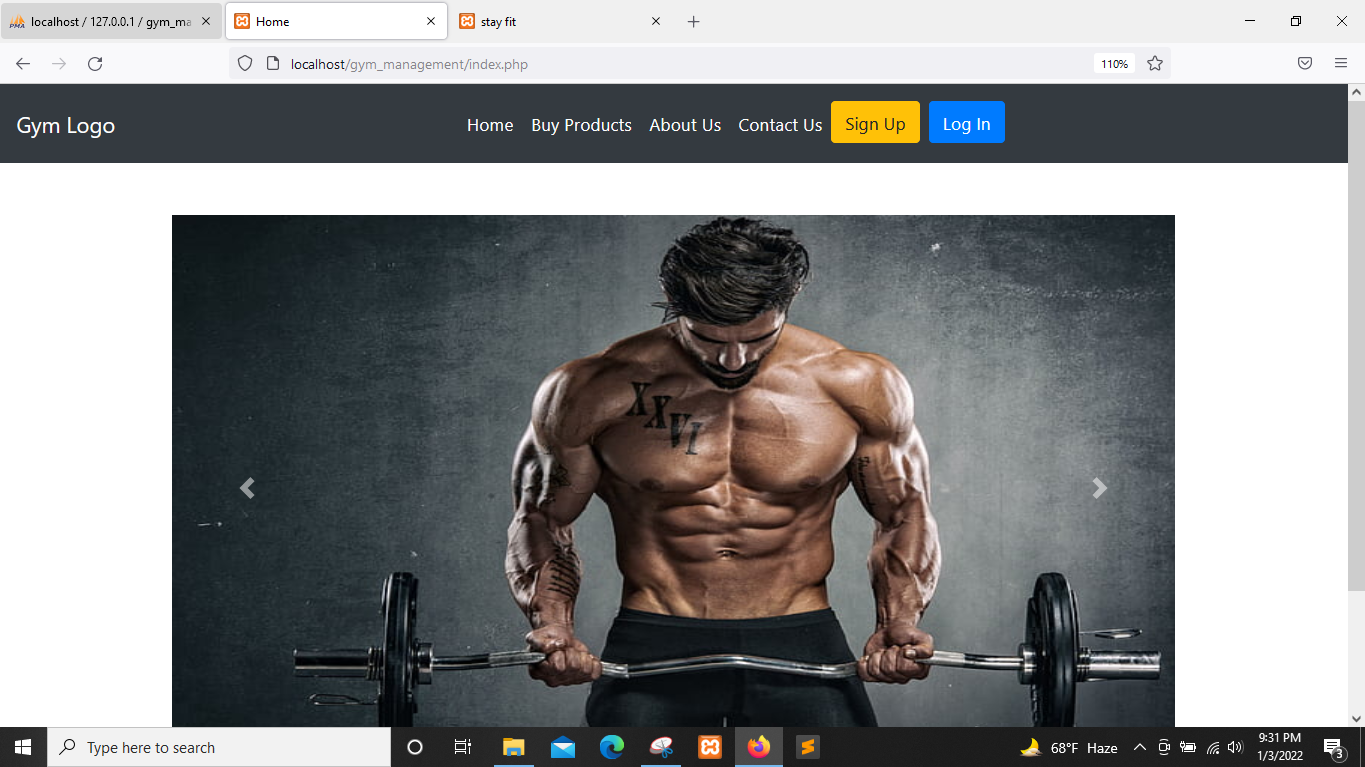 localhost / 127.0.0.1 / gym_ma
Home
stay fit
localhost/gym_management/index.php
110%
Gym Logo
Home Buy Products About Us Contact Us Sign Up Log In
XXVI
Type here to search
68°F Haze
9:31 PM
1/3/2022
3